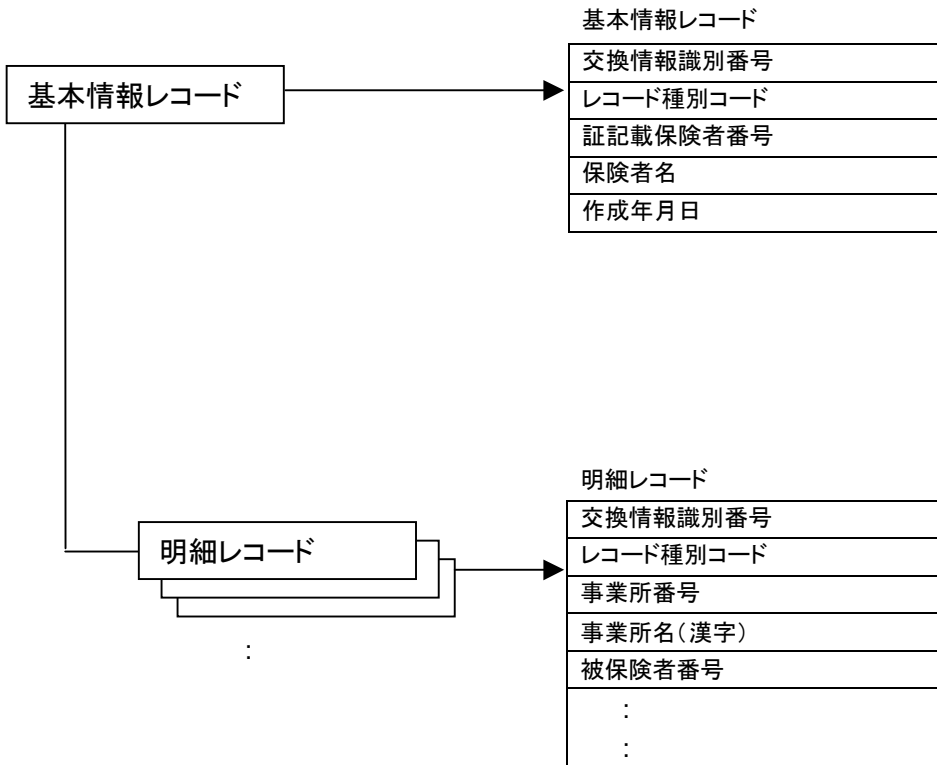 基本情報レコード
基本情報レコード
交換情報識別番号
レコード種別コード
証記載保険者番号
保険者名
作成年月日
明細レコード
明細レコード
:
交換情報識別番号
レコード種別コード
事業所番号
事業所名(漢字)
被保険者番号
:
: